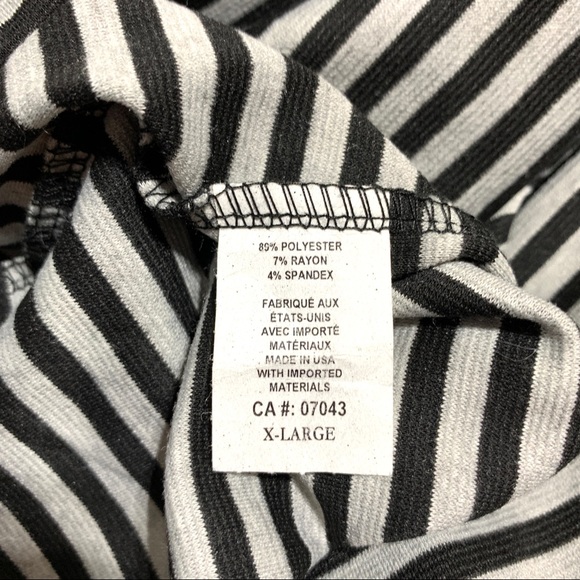 89% POLYESTER
7% RAYON
4% SPANDEX
FABRIQUÉ AUX
ÉTATS-UNIS
AVEC IMPORTÉ
MATÉRIAUX
MADE IN USA
WITH IMPORTED
MATERIALS
CA #: 07043
X-LARGE